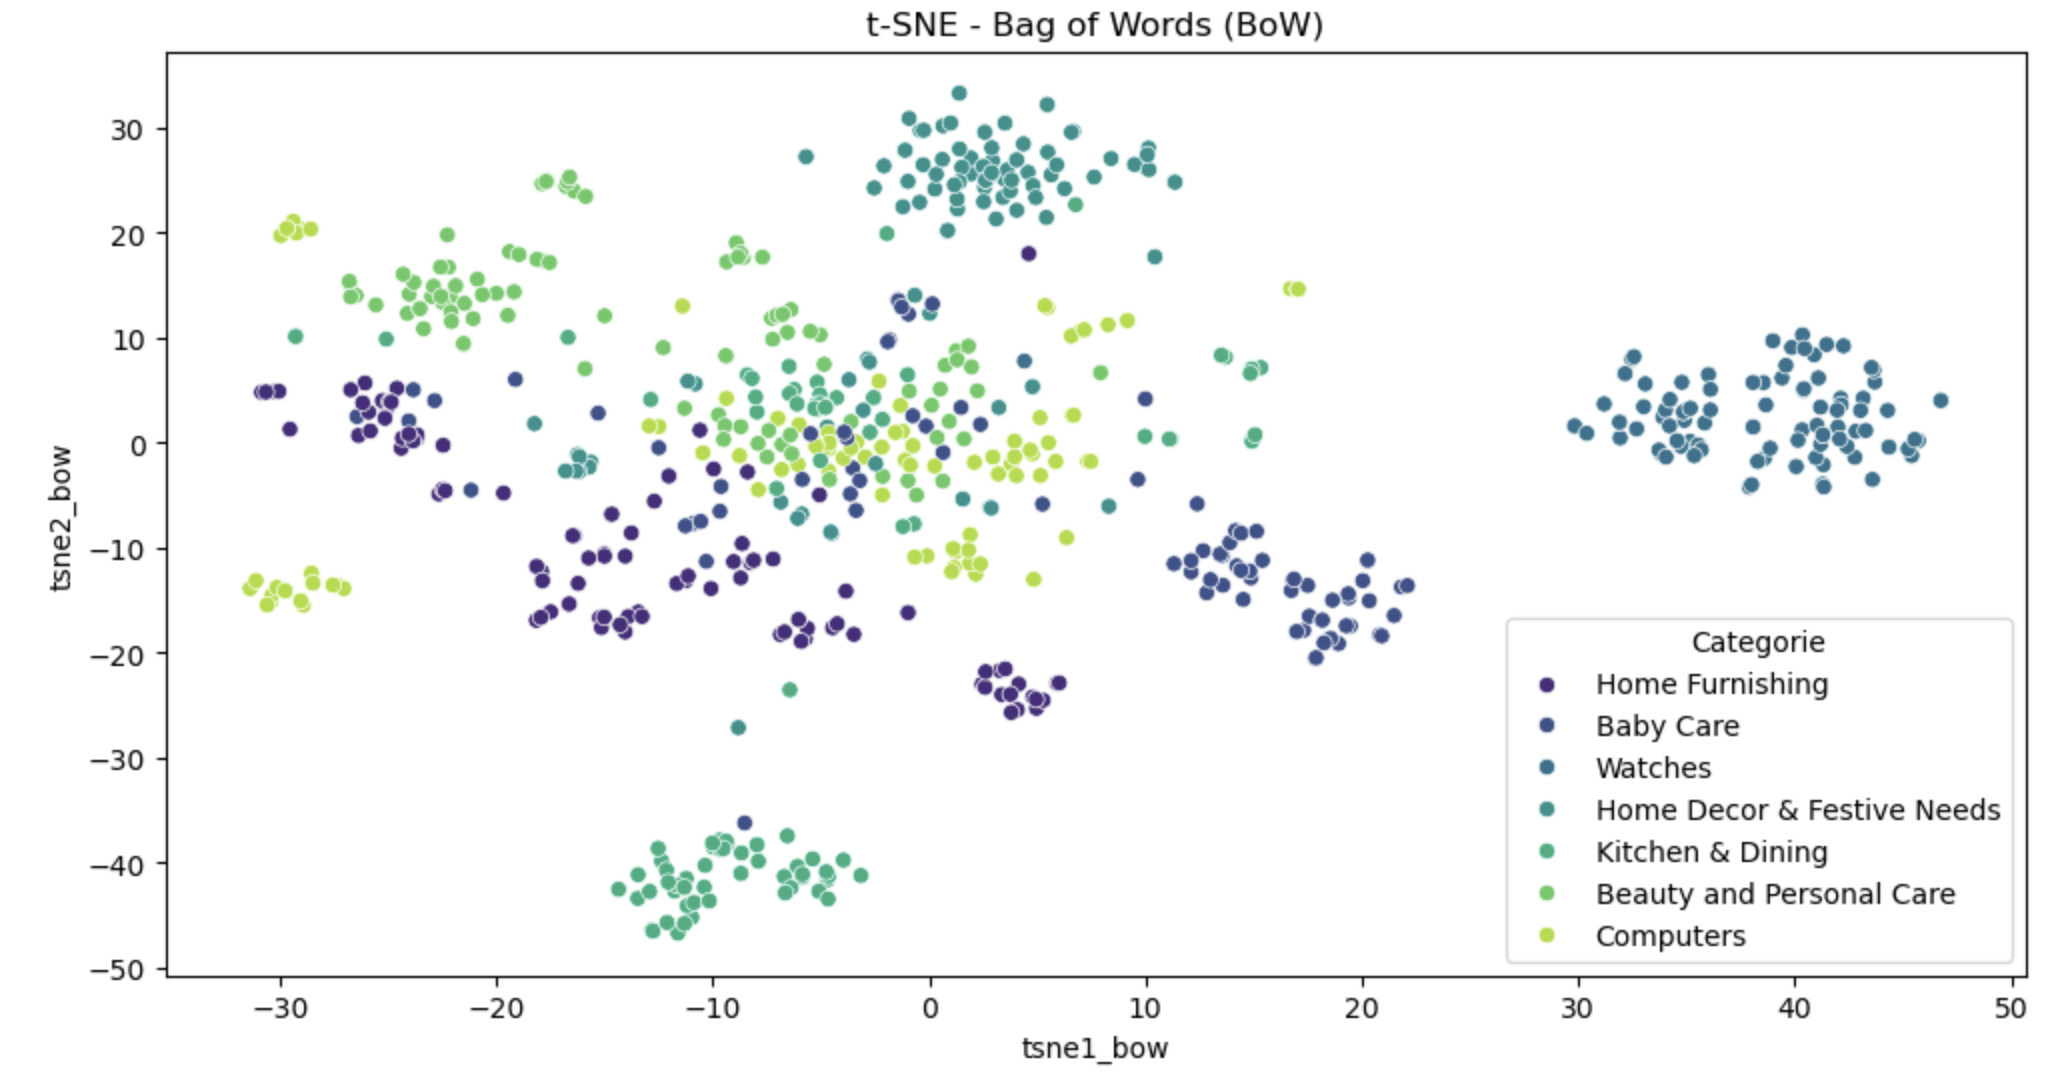 t-SNE - Bag of Words (BoW)
30
20
10
0
−10
−20
−30
−40
−50
tsne2_bow
Categorie
Home Furnishing
Baby Care
Watches
Home Decor & Festive Needs
Kitchen & Dining
Beauty and Personal Care
Computers
−30 −20 −10 0 10 20 30 40 50
tsne1_bow